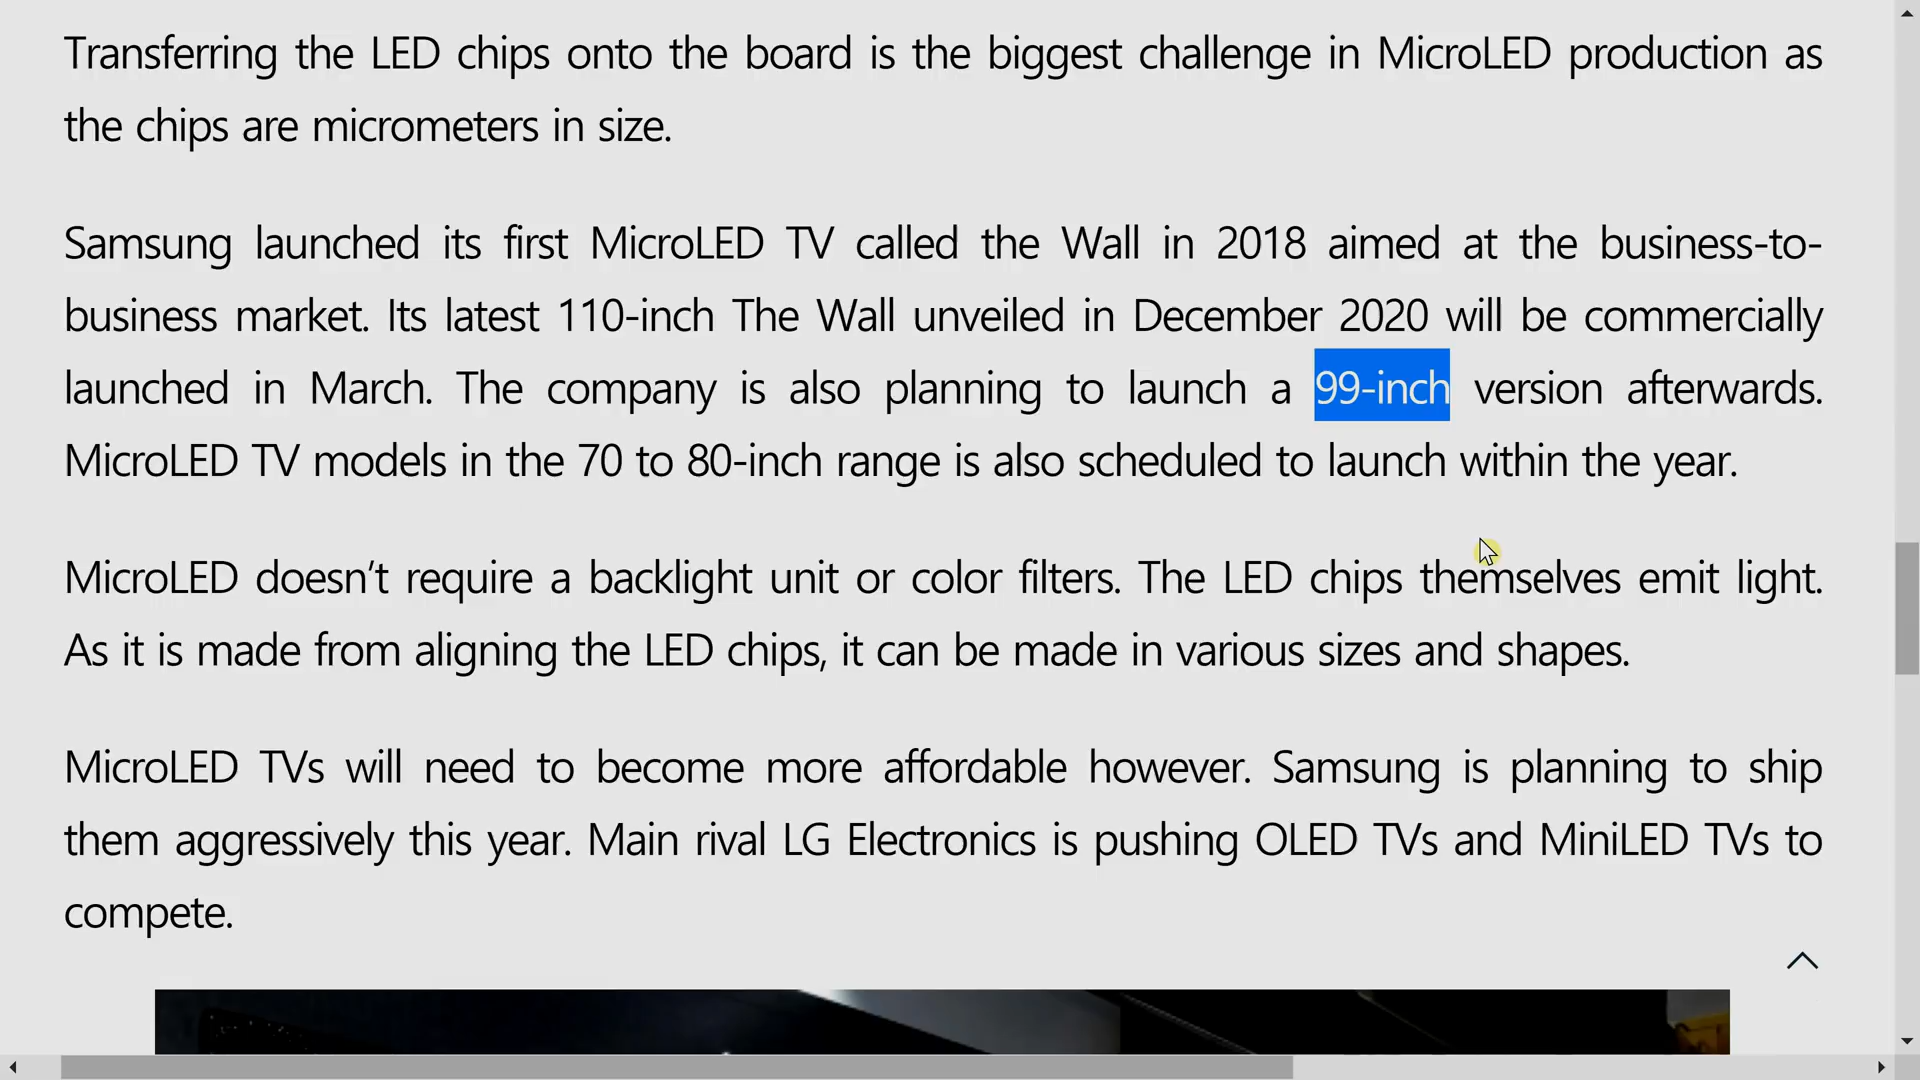 Transferring the LED chips onto the board is the biggest challenge in MicroLED production as
the chips are micrometers in size.
Samsung launched its first MicroLED TV called the Wall in 2018 aimed at the business-to-
business market. Its latest 110-inch The Wall unveiled in December 2020 will be commercially
launched in March. The company is also planning to launch a 99-inch version afterwards.
MicroLED TV models in the 70 to 80-inch range is also scheduled to launch within the year.
MicroLED doesn’t require a backlight unit or color filters. The LED chips themselves emit light.
As it is made from aligning the LED chips, it can be made in various sizes and shapes.
MicroLED TVs will need to become more affordable however. Samsung is planning to ship
them aggressively this year. Main rival LG Electronics is pushing OLED TVs and MiniLED TVs to
compete.